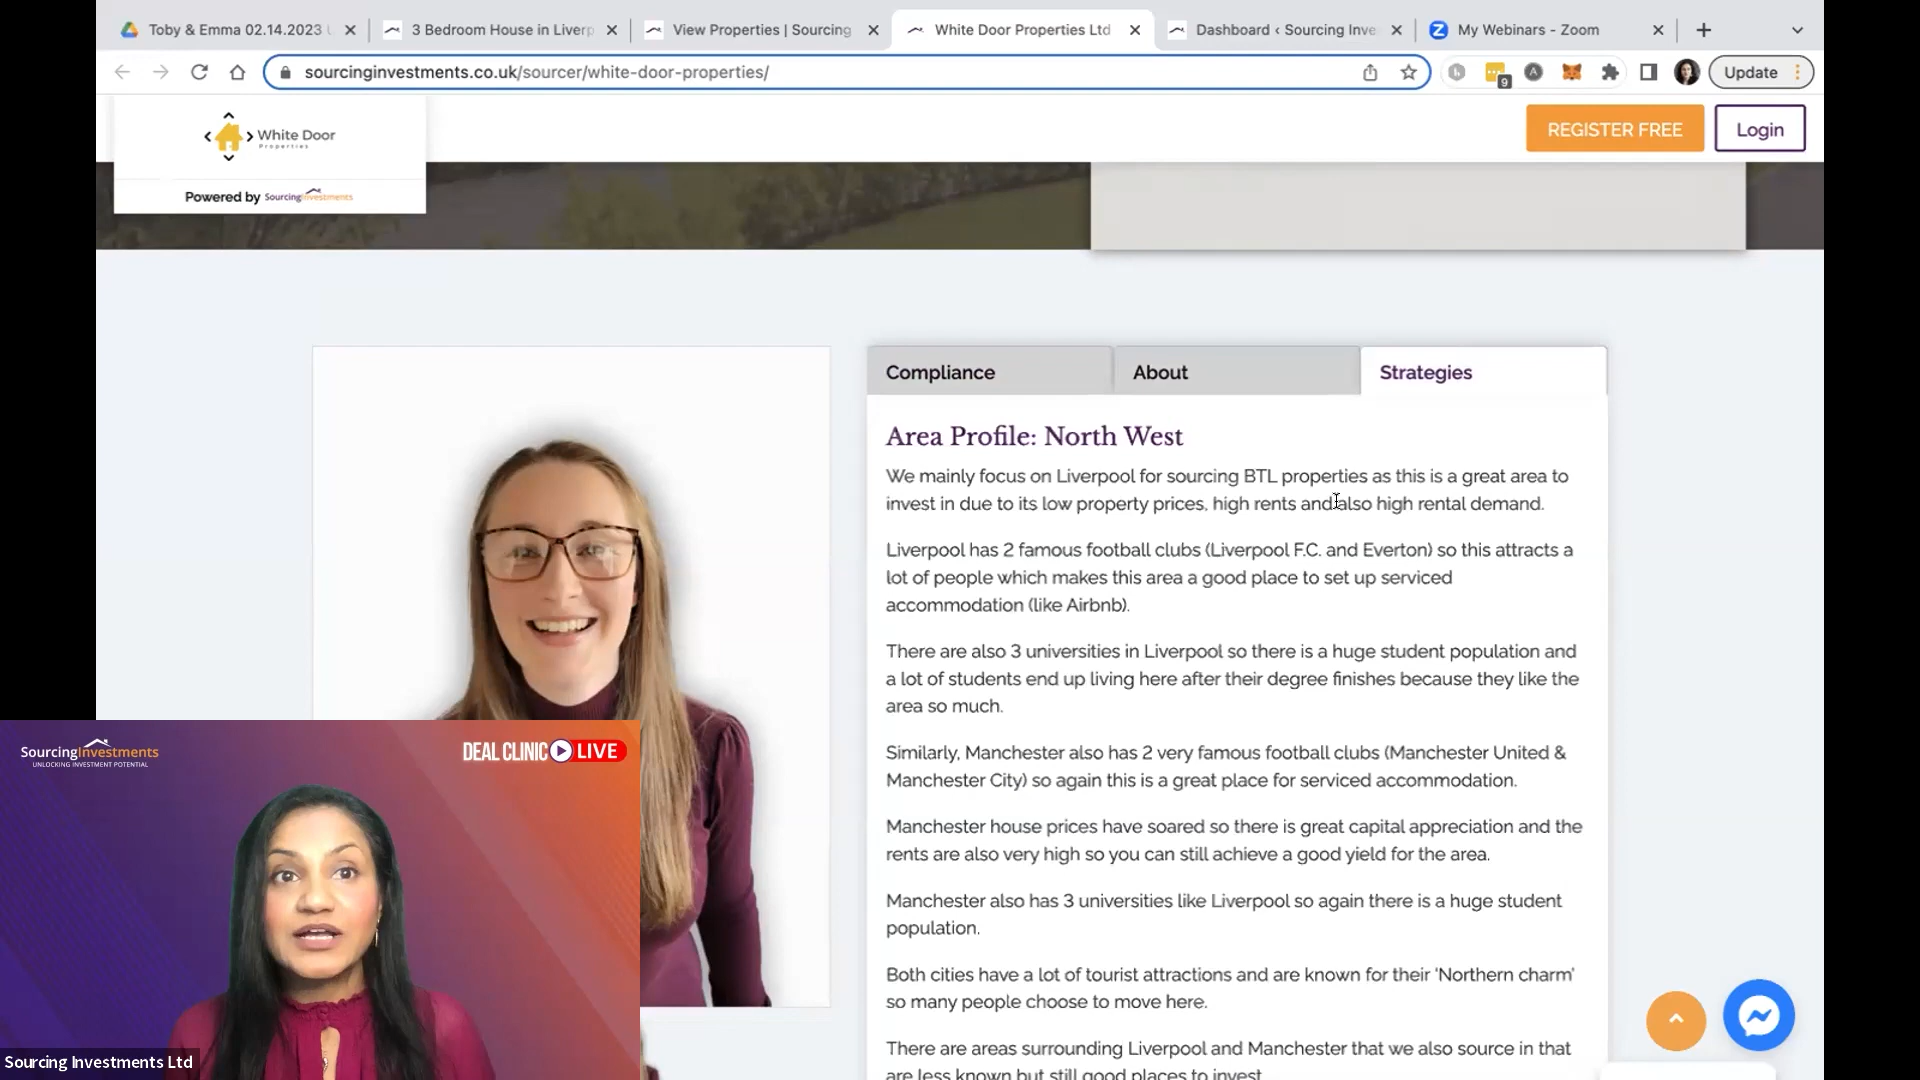 Toby & Emma 02.14.2023
3 Bedroom House in Liverp
View Properties | Sourcing
White Door Properties Ltd
Dashboard ‹ Sourcing Inve
My Webinars - Zoom
sourcinginvestments.co.uk/sourcer/white-door-properties/
9
A
Update
White Door
Properties
Powered by SourcingInvestments
REGISTER FREE
Login
Compliance
About
Strategies
Area Profile: North West
We mainly focus on Liverpool for sourcing BTL properties as this is a great area to
invest in due to its low property prices, high rents and also high rental demand.
Liverpool has 2 famous football clubs (Liverpool F.C. and Everton) so this attracts a
lot of people which makes this area a good place to set up serviced
accommodation (like Airbnb).
There are also 3 universities in Liverpool so there is a huge student population and
a lot of students end up living here after their degree finishes because they like the
area so much.
Similarly, Manchester also has 2 very famous football clubs (Manchester United &
Manchester City) so again this is a great place for serviced accommodation.
Manchester house prices have soared so there is great capital appreciation and the
rents are also very high so you can still achieve a good yield for the area.
Manchester also has 3 universities like Liverpool so again there is a huge student
population.
Both cities have a lot of tourist attractions and are known for their ‘Northern charm’
so many people choose to move here.
There are areas surrounding Liverpool and Manchester that we also source in that
are less known but still good places to invest.
SourcingInvestments
UNLOCKING INVESTMENT POTENTIAL
DEAL CLINIC LIVE
Sourcing Investments Ltd